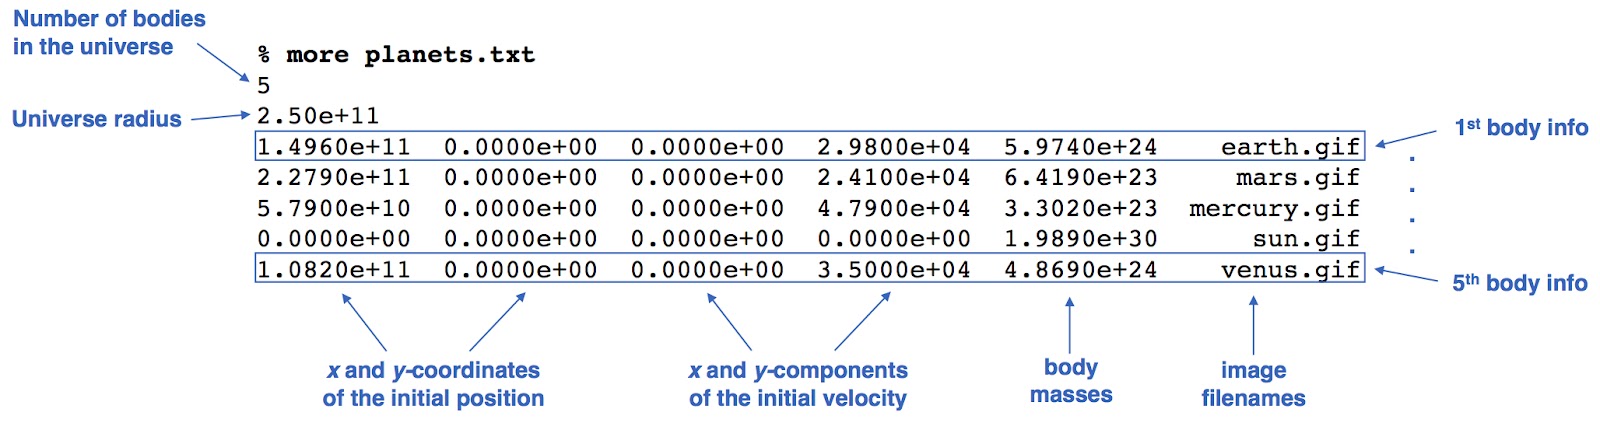 Number of bodies
in the universe
% more planets.txt
5
Universe radius
2.50e+11
1.4960e+11 0.0000e+00 0.0000e+00 2.9800e+04 5.9740e+24 earth.gif
1st body info
2.2790e+11 0.0000e+00 0.0000e+00 2.4100e+04 6.4190e+23 mars.gif
5.7900e+10 0.0000e+00 0.0000e+00 4.7900e+04 3.3020e+23 mercury.gif
0.0000e+00 0.0000e+00 0.0000e+00 0.0000e+00 1.9890e+30 sun.gif
1.0820e+11 0.0000e+00 0.0000e+00 3.5000e+04 4.8690e+24 venus.gif
5th body info
x and y-coordinates
of the initial position
x and y-components
of the initial velocity
body
masses
image
filenames